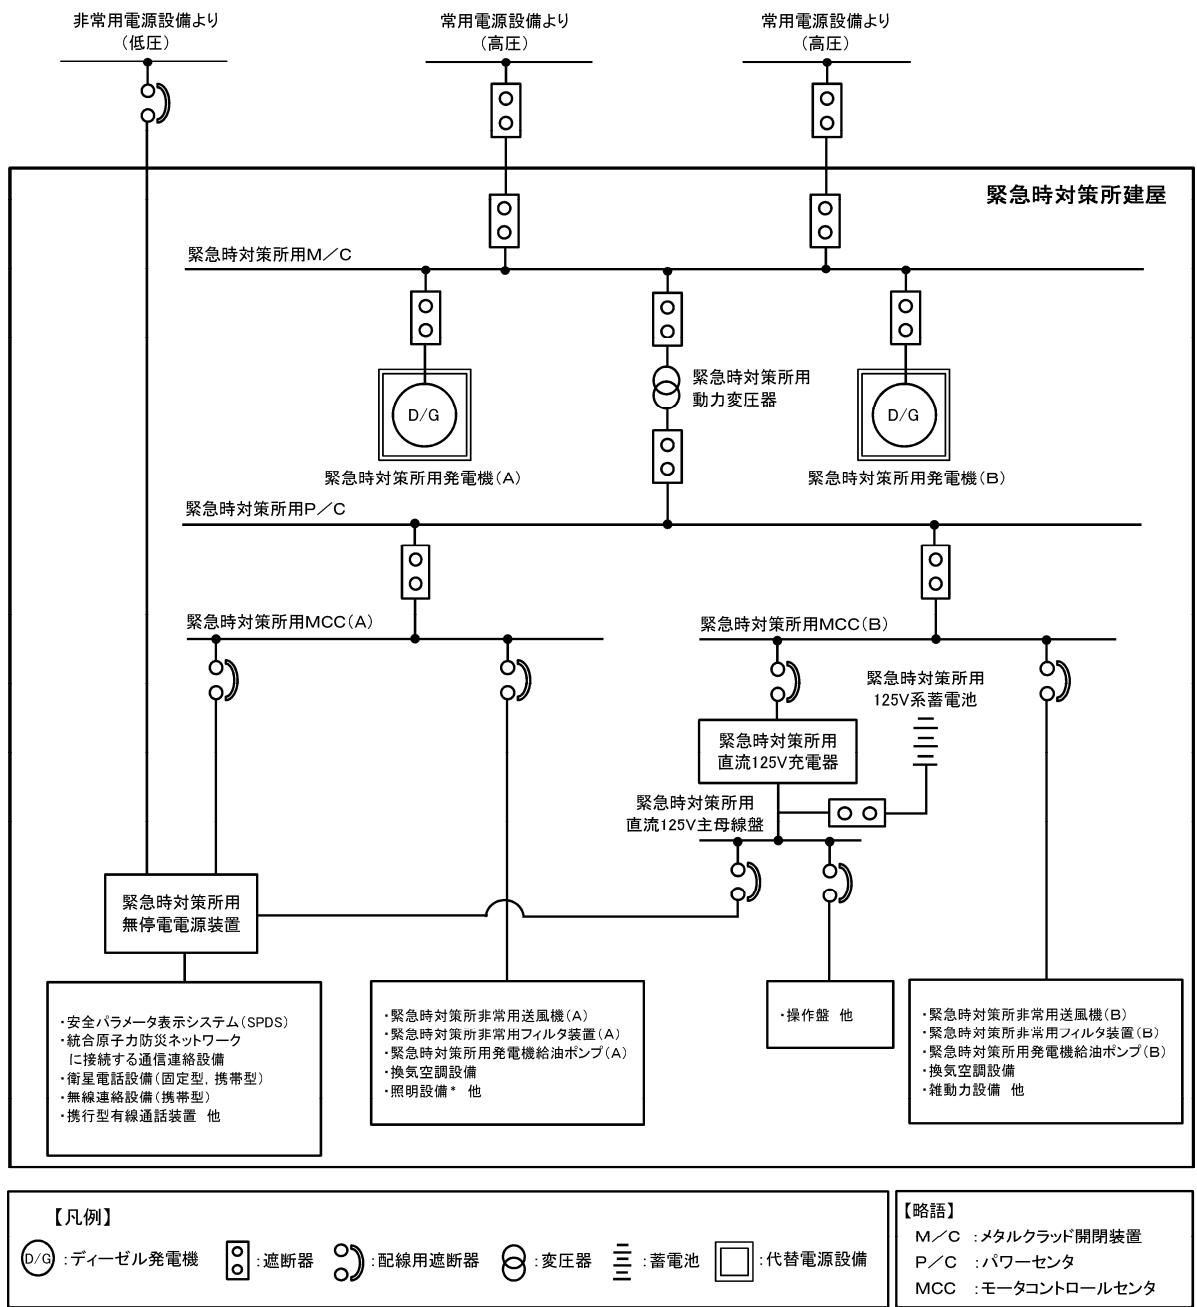 非常用電源設備より
(低圧)
常用電源設備より
(高圧)
常用電源設備より
(高圧)
緊急時対策所建屋
緊急時対策所用M／C
D/G
緊急時対策所用
動力変圧器
D/G
緊急時対策所用発電機(A)
緊急時対策所用発電機(B)
緊急時対策所用P／C
緊急時対策所用MCC(A)
緊急時対策所用MCC(B)
緊急時対策所用
125V系蓄電池
緊急時対策所用
直流125V充電器
緊急時対策所用
直流125V主母線盤
緊急時対策所用
無停電電源装置
・安全パラメータ表示システム(SPDS)
・統合原子力防災ネットワーク
に接続する通信連絡設備
・衛星電話設備(固定型，携帯型)
・無線連絡設備(携帯型)
・携行型有線通話装置 他
・緊急時対策所非常用送風機(A)
・緊急時対策所非常用フィルタ装置(A)
・緊急時対策所用発電機給油ポンプ(A)
・換気空調設備
・照明設備* 他
・操作盤 他
・緊急時対策所非常用送風機(B)
・緊急時対策所非常用フィルタ装置(B)
・緊急時対策所用発電機給油ポンプ(B)
・換気空調設備
・雑動力設備 他
【凡例】
D/G :ディーゼル発電機 :遮断器 :配線用遮断器 :変圧器 :蓄電池 :代替電源設備
【略語】
M／C :メタルクラッド開閉装置
P／C :パワーセンタ
MCC :モータコントロールセンタ